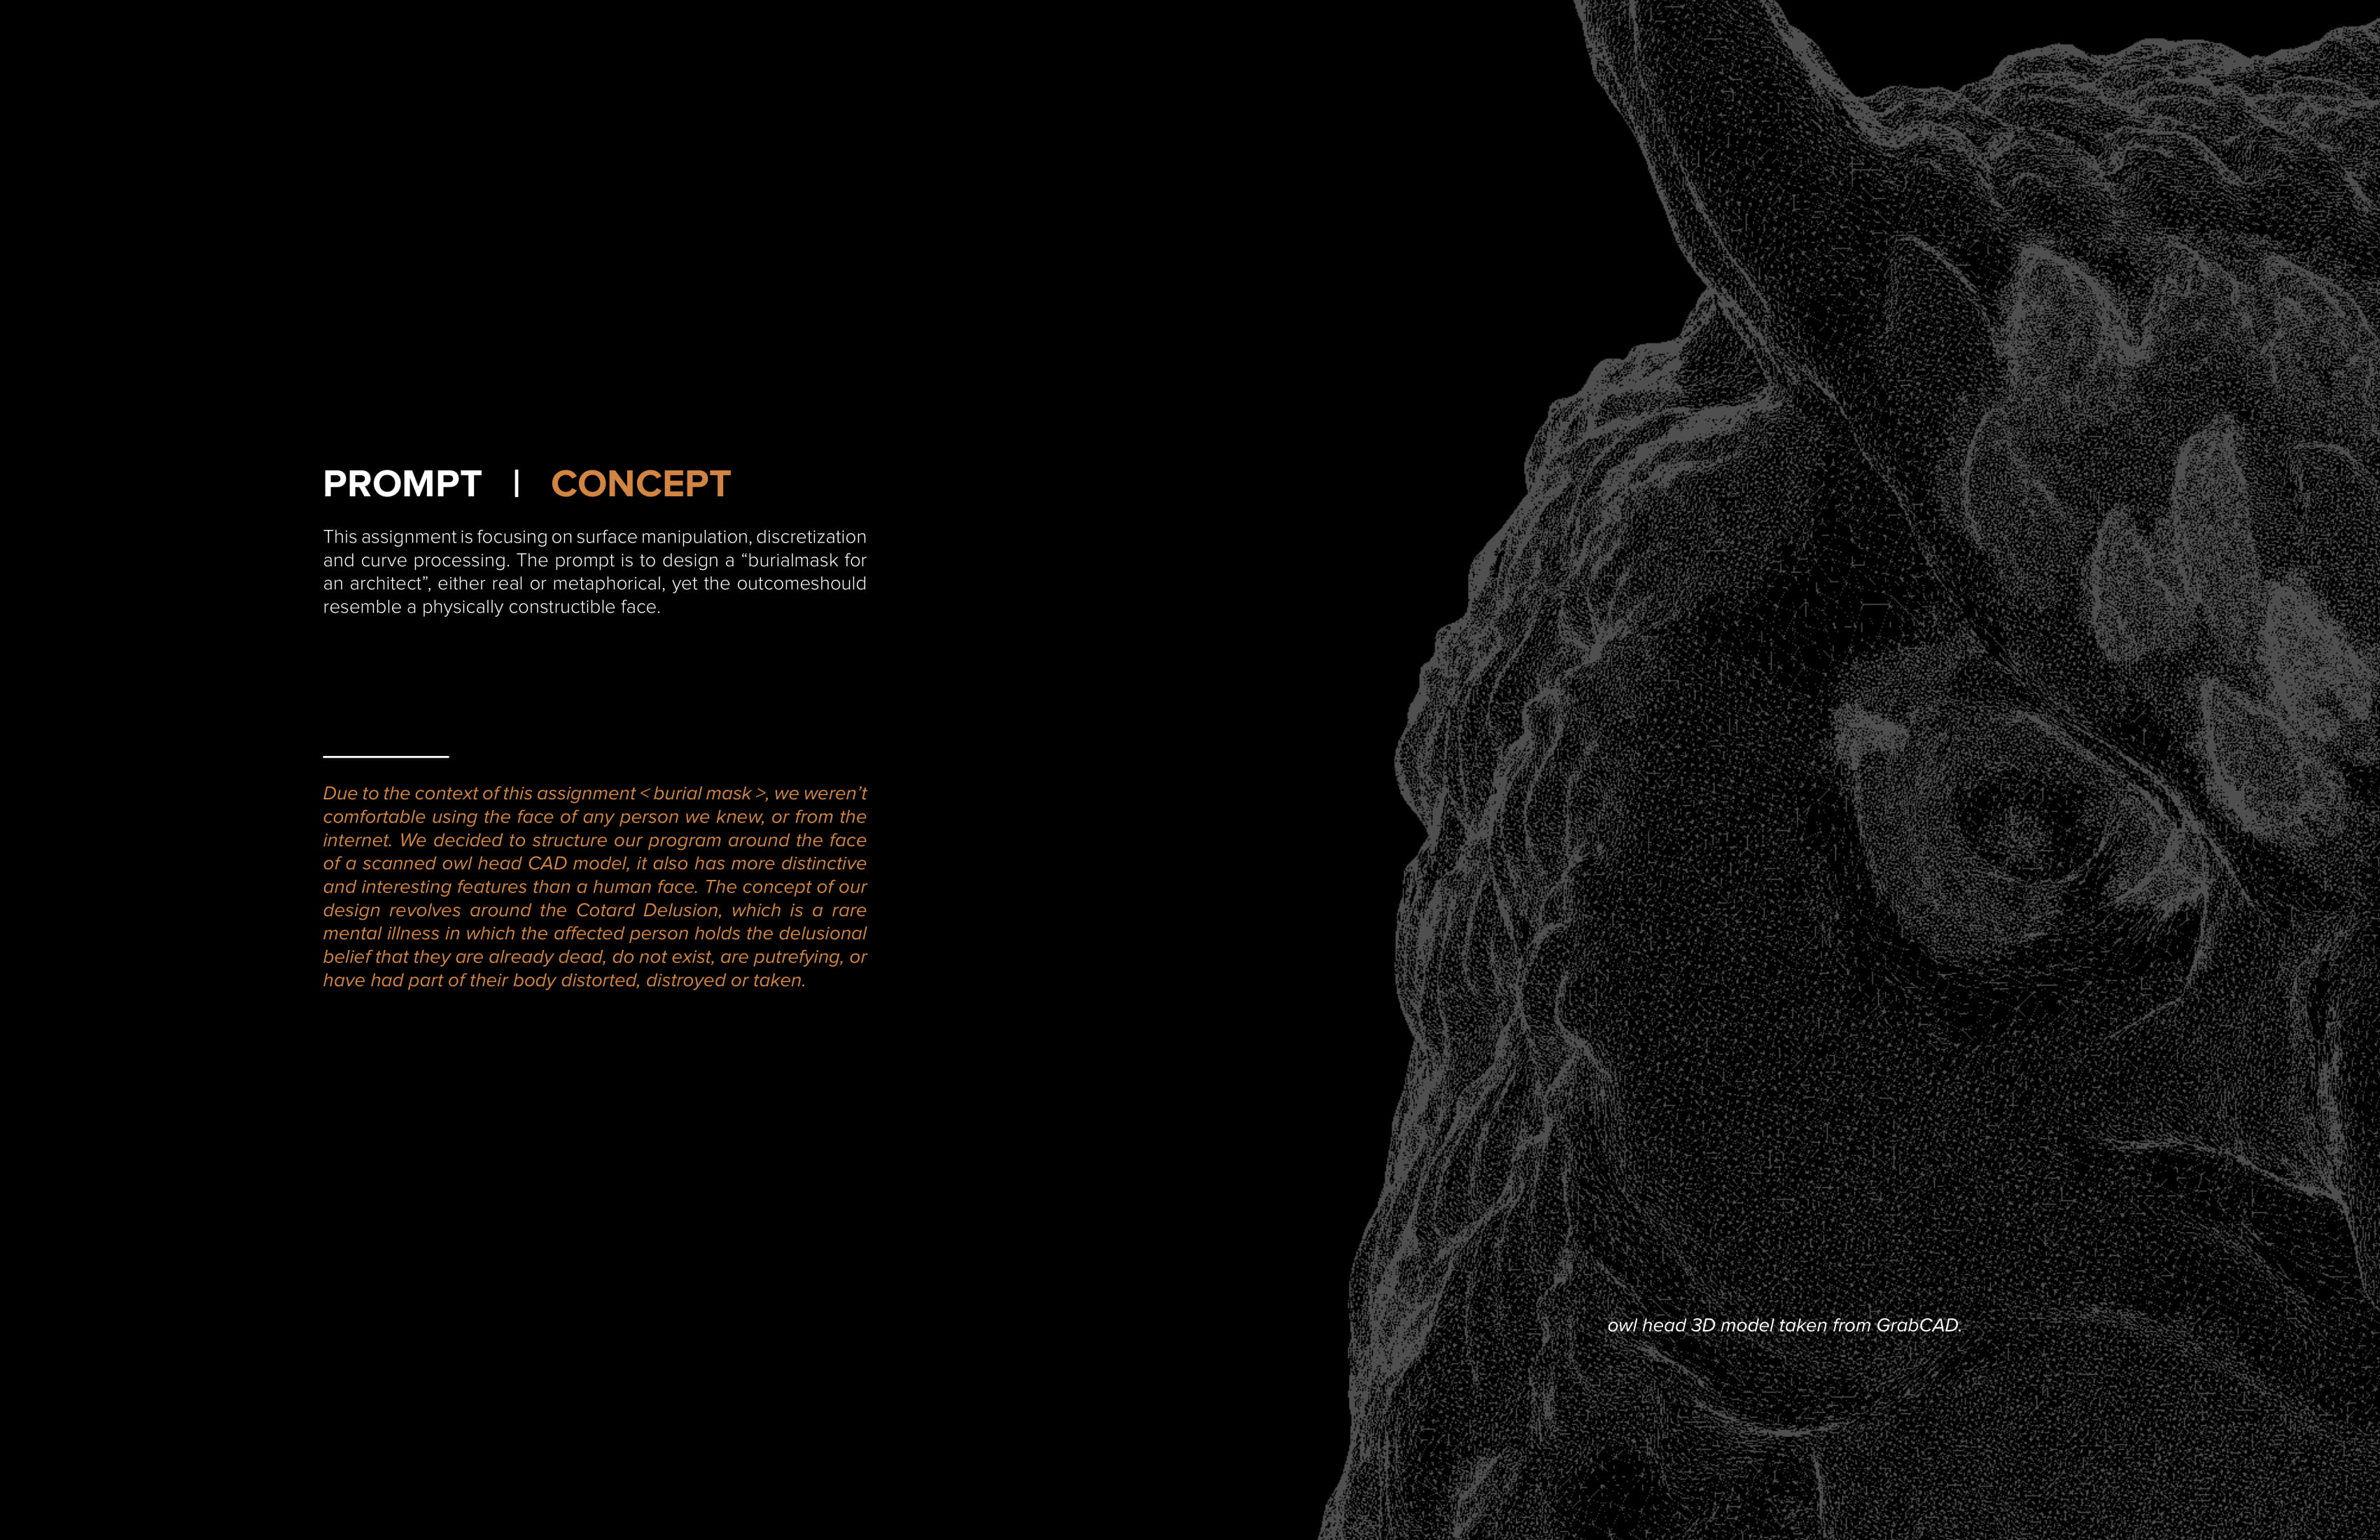 PROMPT | CONCEPT
This assignment is focusing on surface manipulation, discretization
and curve processing. The prompt is to design a “burialmask for
an architect”, either real or metaphorical, yet the outcomeshould
resemble a physically constructible face.
Due to the context of this assignment < burial mask >, we weren’t
comfortable using the face of any person we knew, or from the
internet. We decided to structure our program around the face
of a scanned owl head CAD model, it also has more distinctive
and interesting features than a human face. The concept of our
design revolves around the Cotard Delusion, which is a rare
mental illness in which the affected person holds the delusional
belief that they are already dead, do not exist, are putrefying, or
have had part of their body distorted, distroyed or taken.
owl head 3D model taken from GrabCAD.